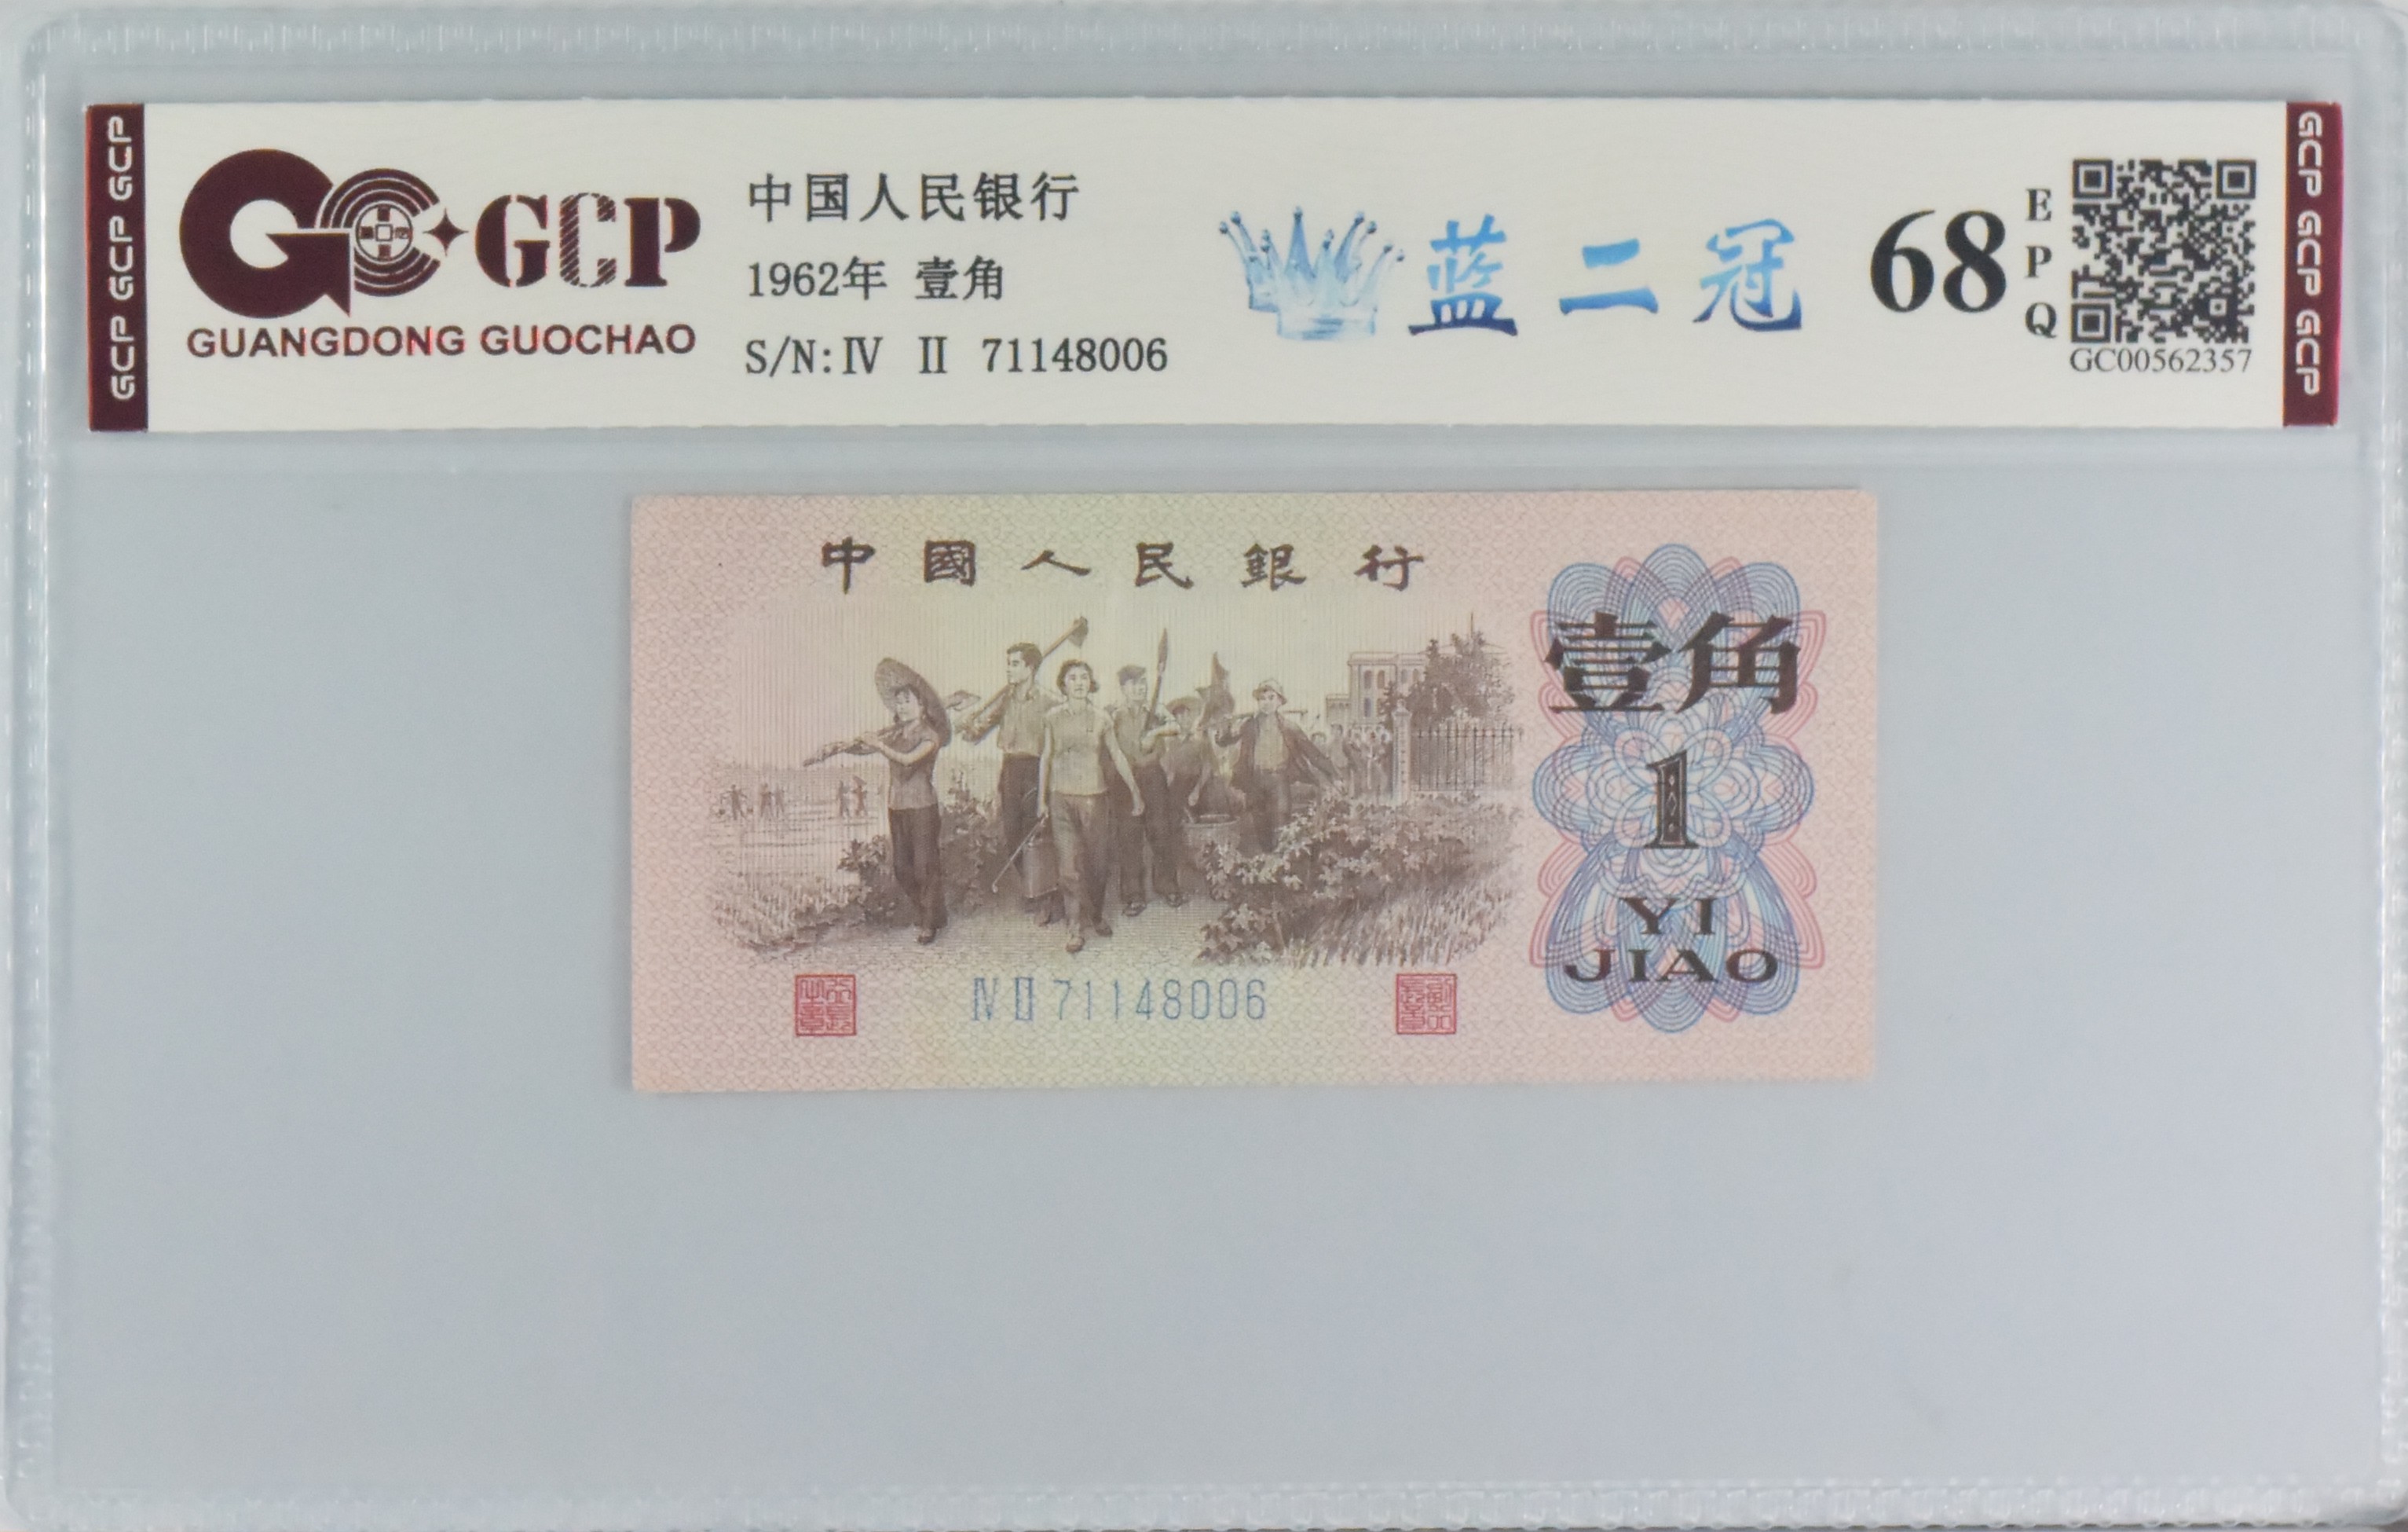 GCP GCP GCP
GCP
GUANGDONG GUOCHAO
中国人民银行
1962年 壹角
S/N: Ⅳ Ⅱ 71148006
蓝二冠
68
EPQ
GC00562357
GCP GCP GCP
中國人民銀行
壹角
1
YI
JIAO
Ⅳ Ⅱ 71148006